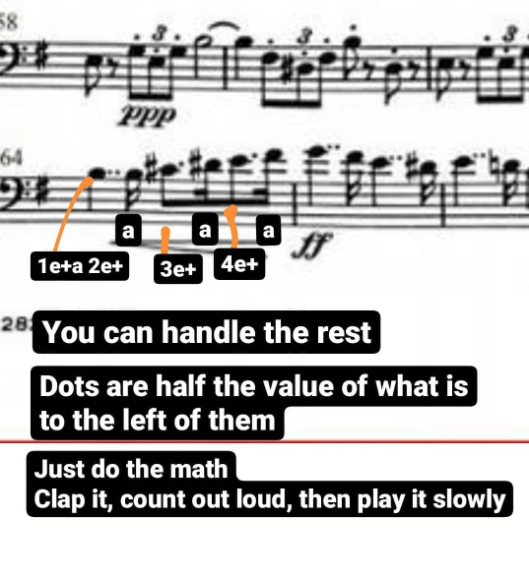 58
3
3
3
ppp
64
a a a
ff
1e+a 2e+ 3e+ 4e+
28
You can handle the rest
Dots are half the value of what is
to the left of them
Just do the math
Clap it, count out loud, then play it slowly